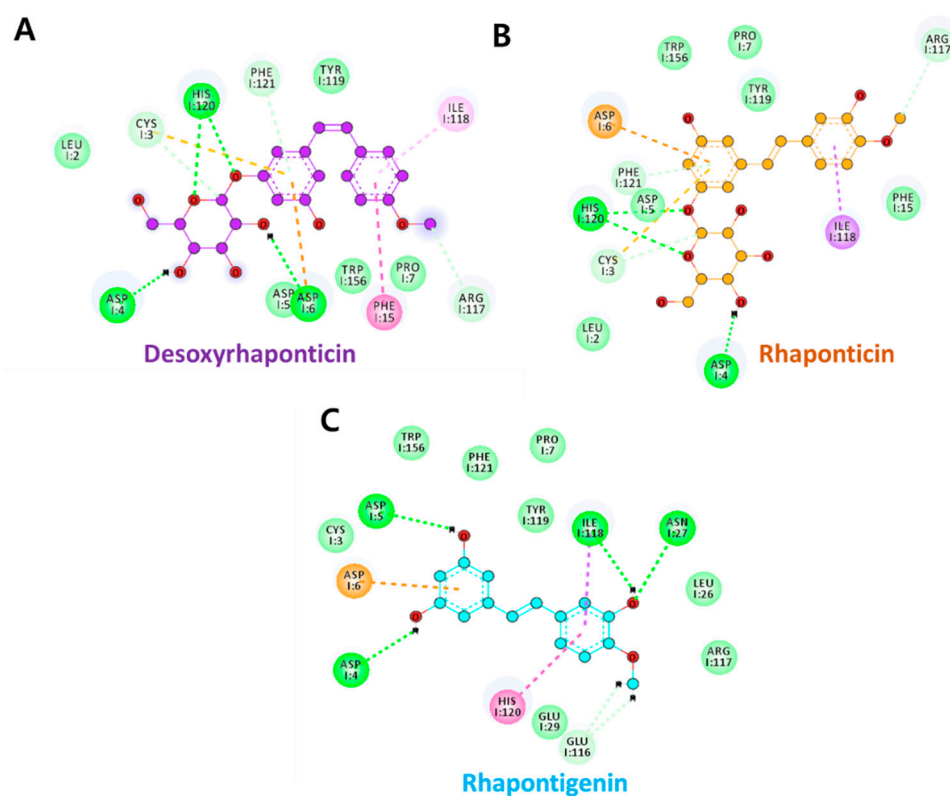 A
HIS
I:120
PHE
I:121
TYR
I:119
CYS
I:3
ILE
I:118
LEU
I:2
O
O
O
O
O
O
O
O
ASP
I:4
ASP
I:5
ASP
I:6
TRP
I:156
PRO
I:7
PHE
I:15
ARG
I:117
Desoxyrhaponticin
B
TRP
I:156
PRO
I:7
ARG
I:117
TYR
I:119
ASP
I:6
PHE
I:121
ASP
I:5
HIS
I:120
CYS
I:3
ILE
I:118
PHE
I:15
LEU
I:2
ASP
I:4
O
O
O
O
O
O
O
O
O
Rhaponticin
C
TRP
I:156
PHE
I:121
PRO
I:7
ASP
I:5
CYS
I:3
TYR
I:119
ILE
I:118
ASN
I:27
ASP
I:6
LEU
I:26
ASP
I:4
ARG
I:117
HIS
I:120
GLU
I:29
GLU
I:116
O
O
O
O
Rhapontigenin